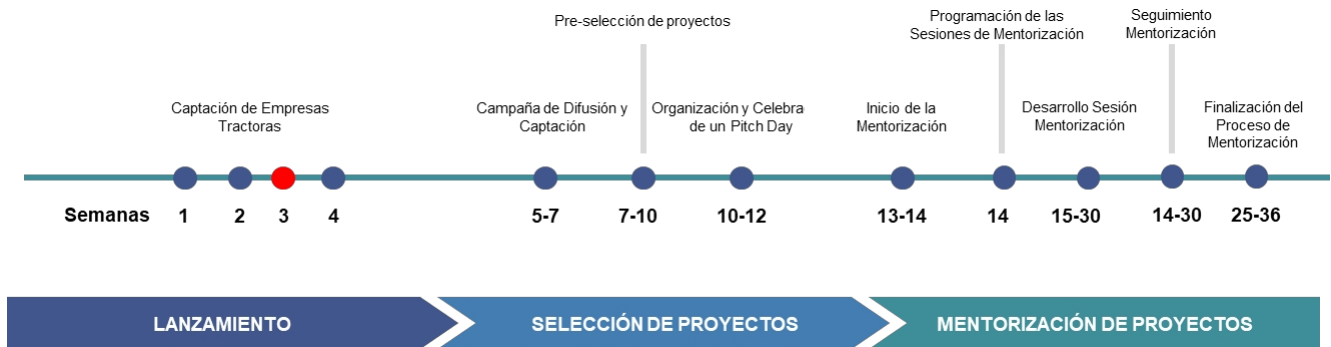 Pre-selección de proyectos
Programación de las
Sesiones de Mentorización
Seguimiento
Mentorización
Captación de Empresas
Tractoras
Campaña de Difusión y
Captación
Organización y Celebra
de un Pitch Day
Inicio de la
Mentorización
Desarrollo Sesión
Mentorización
Finalización del
Proceso de
Mentorización
Semanas 1 2 3 4 5-7 7-10 10-12 13-14 14 15-30 14-30 25-36
LANZAMIENTO
SELECCIÓN DE PROYECTOS
MENTORIZACIÓN DE PROYECTOS